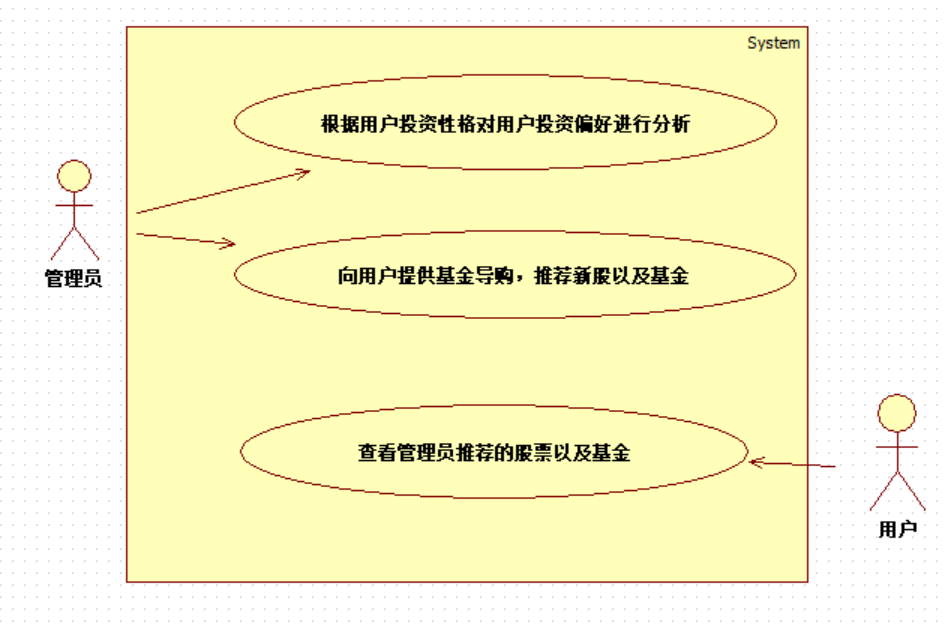 System
根据用户投资性格对用户投资偏好进行分析
管理员
向用户提供基金导购，推荐新股以及基金
查看管理员推荐的股票以及基金
用户